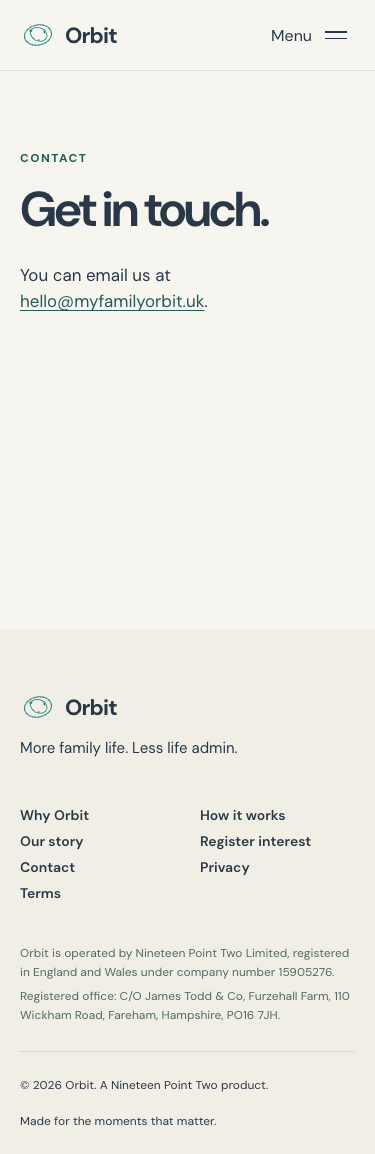 Orbit
Menu
CONTACT
Get in touch.
You can email us at
hello@myfamilyorbit.uk.
Orbit
More family life. Less life admin.
Why Orbit
How it works
Our story
Register interest
Contact
Privacy
Terms
Orbit is operated by Nineteen Point Two Limited, registered
in England and Wales under company number 15905276.
Registered office: C/O James Todd & Co, Furzehall Farm, 110
Wickham Road, Fareham, Hampshire, PO16 7JH.
© 2026 Orbit. A Nineteen Point Two product.
Made for the moments that matter.